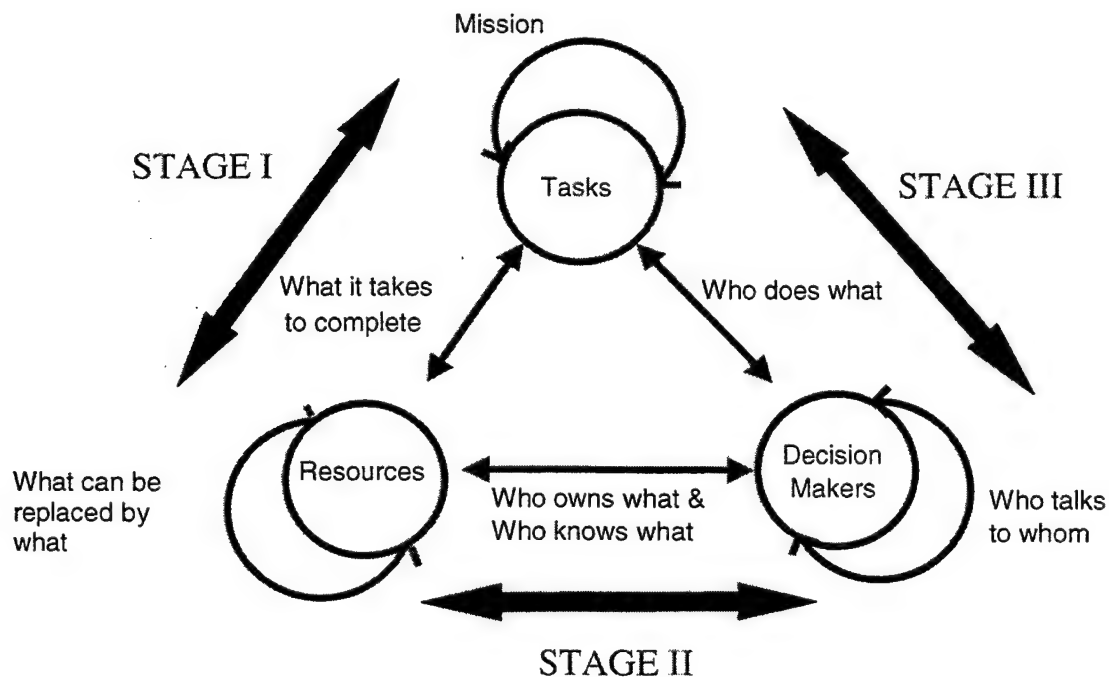 Mission
STAGE I
Tasks
STAGE III
What it takes
to complete
Who does what
Resources
Decision
Makers
What can be
replaced by
what
Who owns what &
Who knows what
Who talks
to whom
STAGE II